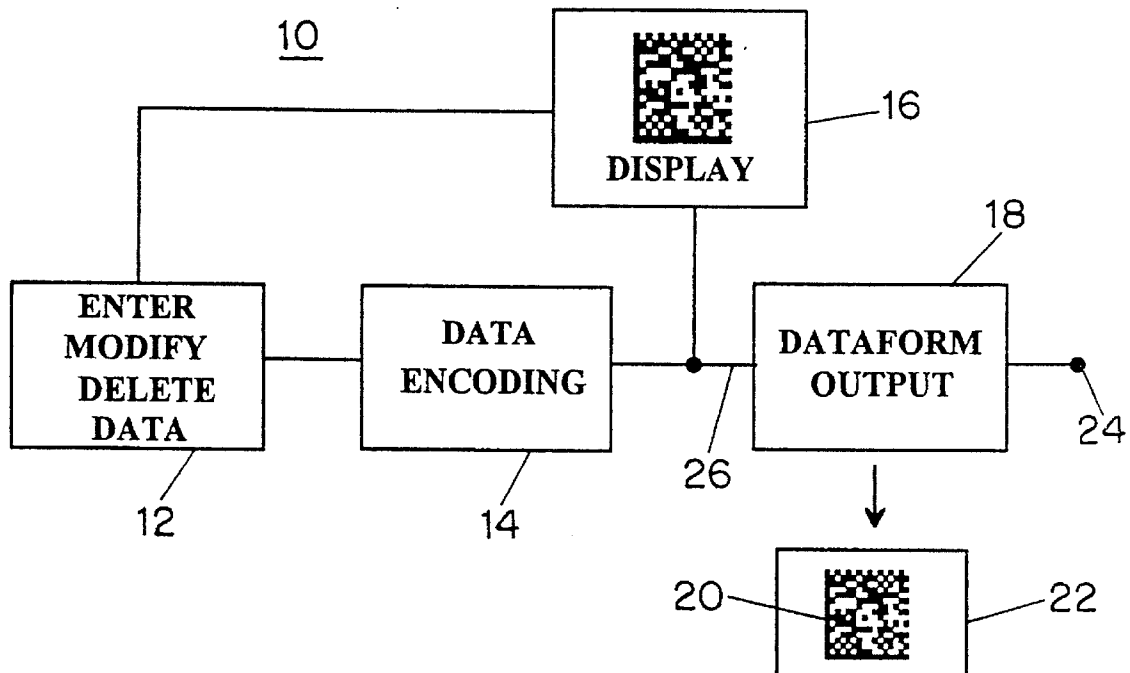 10
DISPLAY
16
18
ENTER
MODIFY
DELETE
DATA
DATA
ENCODING
DATAFORM
OUTPUT
12
14
26
24
20
22